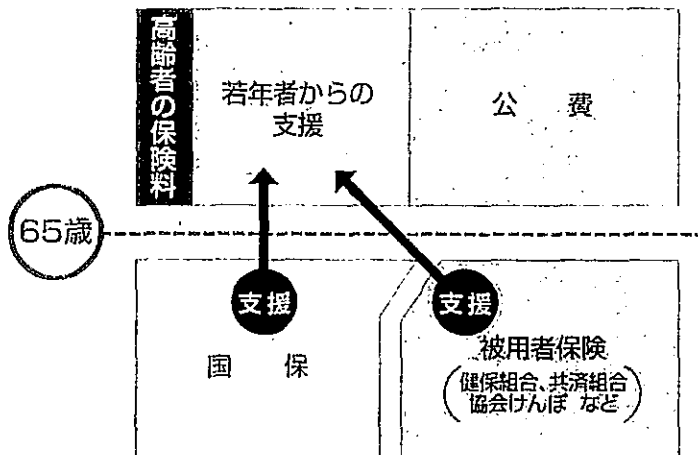 高齢者の保険料
若年者からの
支援
公　費
65歳
支援
支援
国　保
被用者保険
(健保組合、共済組合
協会けんぽ など)